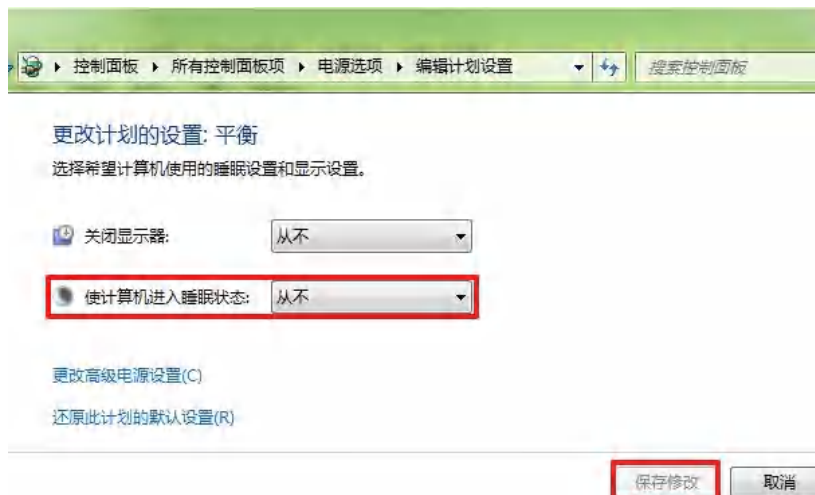 控制面板 ▸ 所有控制面板项 ▸ 电源选项 ▸ 编辑计划设置 搜索控制面板
更改计划的设置: 平衡
选择希望计算机使用的睡眠设置和显示设置。
关闭显示器: 从不
使计算机进入睡眠状态: 从不
更改高级电源设置(C)
还原此计划的默认设置(R)
保存修改 取消